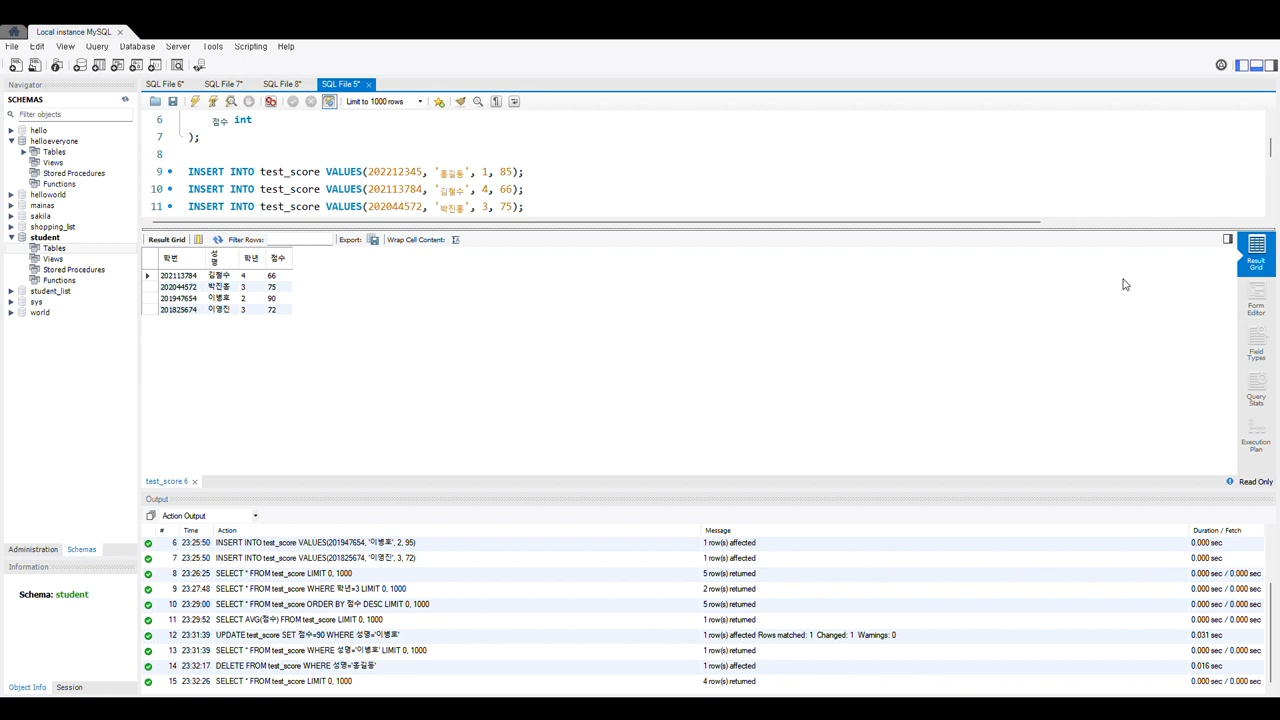 Local instance MySQL
File Edit View Query Database Server Tools Scripting Help
Navigator
SCHEMAS
Filter objects
hello
helloeveryone
Tables
Views
Stored Procedures
Functions
helloworld
mainas
sakila
shopping_list
student
Tables
Views
Stored Procedures
Functions
student_list
sys
world
Administration Schemas
Information
Schema: student
Object Info Session
SQL File 6* SQL File 7* SQL File 8* SQL File 5*
Limit to 1000 rows
6 점수 int
7 );
8
9 INSERT INTO test_score VALUES(202212345, '홍길동', 1, 85);
10 INSERT INTO test_score VALUES(202113784, '김철수', 4, 66);
11 INSERT INTO test_score VALUES(202044572, '박진홍', 3, 75);
Result Grid Filter Rows: Export: Wrap Cell Content:
학번 성명 학년 점수
202113784 김철수 4 66
202044572 박진홍 3 75
201947654 이병호 2 90
201825674 이영진 3 72
Result Grid
Form Editor
Field Types
Query Stats
Execution Plan
test_score 6
Read Only
Output
Action Output
# Time Action Message Duration / Fetch
6 23:25:50 INSERT INTO test_score VALUES(201947654, '이병호', 2, 95) 1 row(s) affected 0.000 sec
7 23:25:50 INSERT INTO test_score VALUES(201825674, '이영진', 3, 72) 1 row(s) affected 0.000 sec
8 23:26:25 SELECT * FROM test_score LIMIT 0, 1000 5 row(s) returned 0.000 sec / 0.000 sec
9 23:27:48 SELECT * FROM test_score WHERE 학년=3 LIMIT 0, 1000 2 row(s) returned 0.000 sec / 0.000 sec
10 23:29:00 SELECT * FROM test_score ORDER BY 점수 DESC LIMIT 0, 1000 5 row(s) returned 0.000 sec / 0.000 sec
11 23:29:52 SELECT AVG(점수) FROM test_score LIMIT 0, 1000 1 row(s) returned 0.000 sec / 0.000 sec
12 23:31:39 UPDATE test_score SET 점수=90 WHERE 성명='이병호' 1 row(s) affected Rows matched: 1 Changed: 1 Warnings: 0 0.031 sec
13 23:31:39 SELECT * FROM test_score WHERE 성명='이병호' LIMIT 0, 1000 1 row(s) returned 0.000 sec / 0.000 sec
14 23:32:17 DELETE FROM test_score WHERE 성명='홍길동' 1 row(s) affected 0.016 sec
15 23:32:26 SELECT * FROM test_score LIMIT 0, 1000 4 row(s) returned 0.000 sec / 0.000 sec